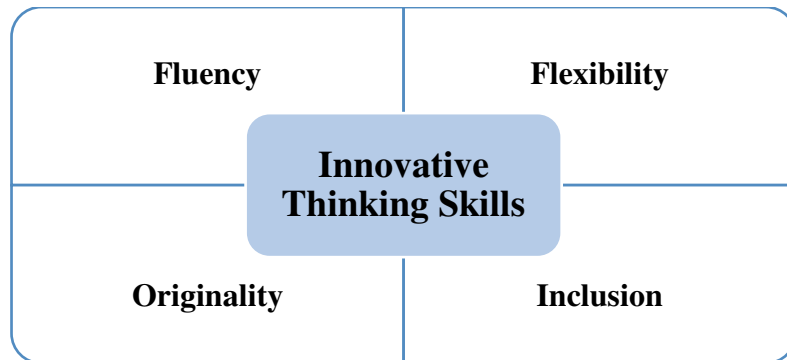 Fluency
Flexibility
Innovative
Thinking Skills
Originality
Inclusion